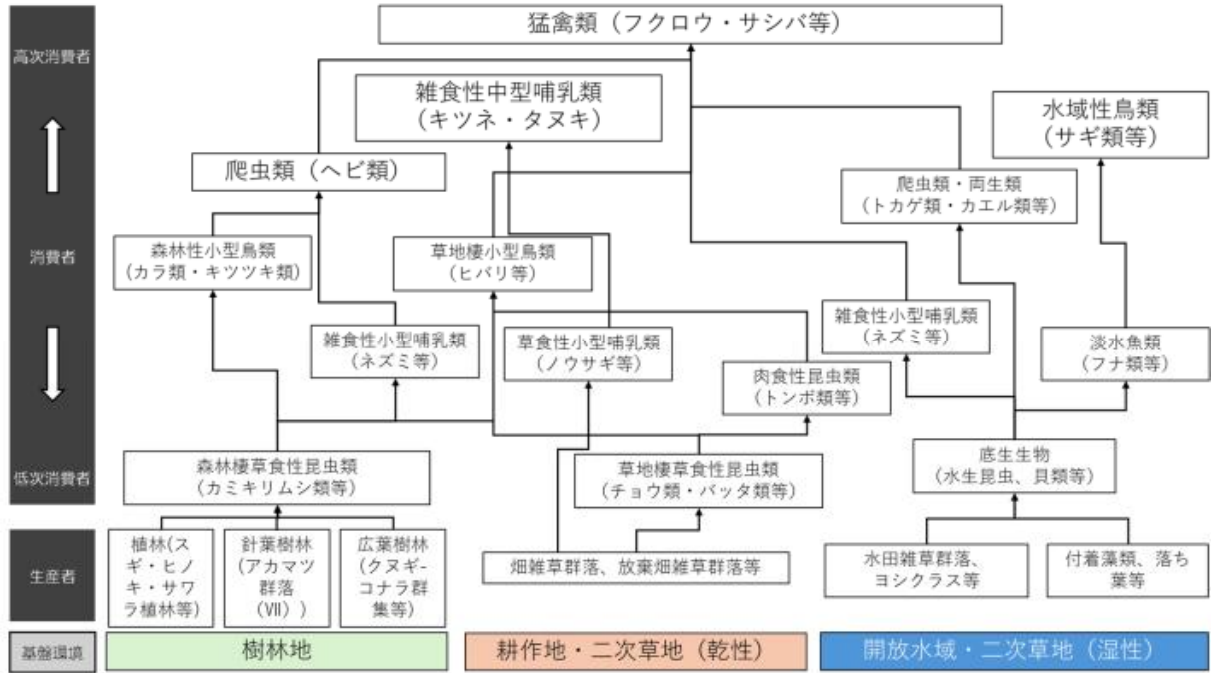 猛禽類（フクロウ・サシバ等）
高次消費者
雑食性中型哺乳類
(キツネ・タヌキ）
水域性鳥類
(サギ類等）
爬虫類（ヘビ類）
爬虫類・両生類
(トカゲ類・カエル類等）
消費者
森林性小型鳥類
(カラ類・キツツキ類）
草地棲小型鳥類
(ヒバリ等）
雑食性小型哺乳類
(ネズミ等）
草食性小型哺乳類
(ノウサギ等）
雑食性小型哺乳類
(ネズミ等）
淡水魚類
(フナ類等）
肉食性昆虫類
(トンボ類等）
低次消費者
森林棲草食性昆虫類
(カミキリムシ類等）
草地棲草食性昆虫類
(チョウ類・バッタ類等）
底生生物
(水生昆虫、貝類等）
生産者
植林(ス
ギ・ヒノ
キ・サワ
ラ植林等)
針葉樹林
(アカマツ
群落
（Ⅶ））
広葉樹林
(クヌギ-
コナラ群
集等)
畑雑草群落、放棄畑雑草群落等
水田雑草群落、
ヨシクラス等
付着藻類、落ち
葉等
基盤環境
樹林地
耕作地・二次草地（乾性）
開放水域・二次草地（湿性）